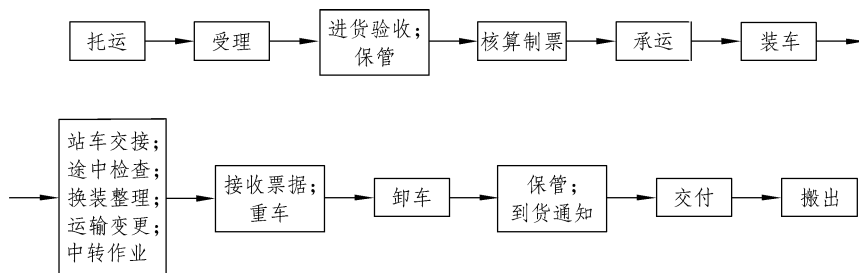 托运
受理
进货验收;
保管
核算制票
承运
装车
站车交接;
途中检查;
换装整理;
运输变更;
中转作业
接收票据;
重车
卸车
保管;
到货通知
交付
搬出